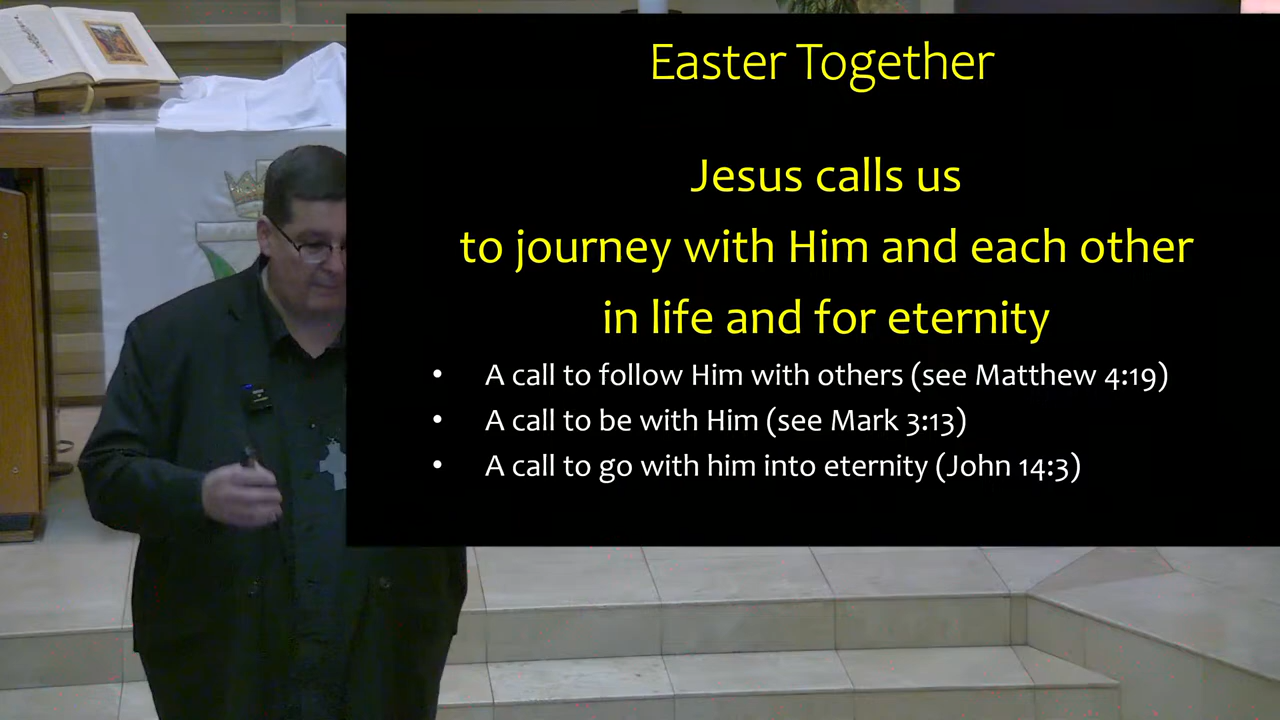 Easter Together
Jesus calls us
to journey with Him and each other
in life and for eternity
• A call to follow Him with others (see Matthew 4:19)
• A call to be with Him (see Mark 3:13)
• A call to go with him into eternity (John 14:3)